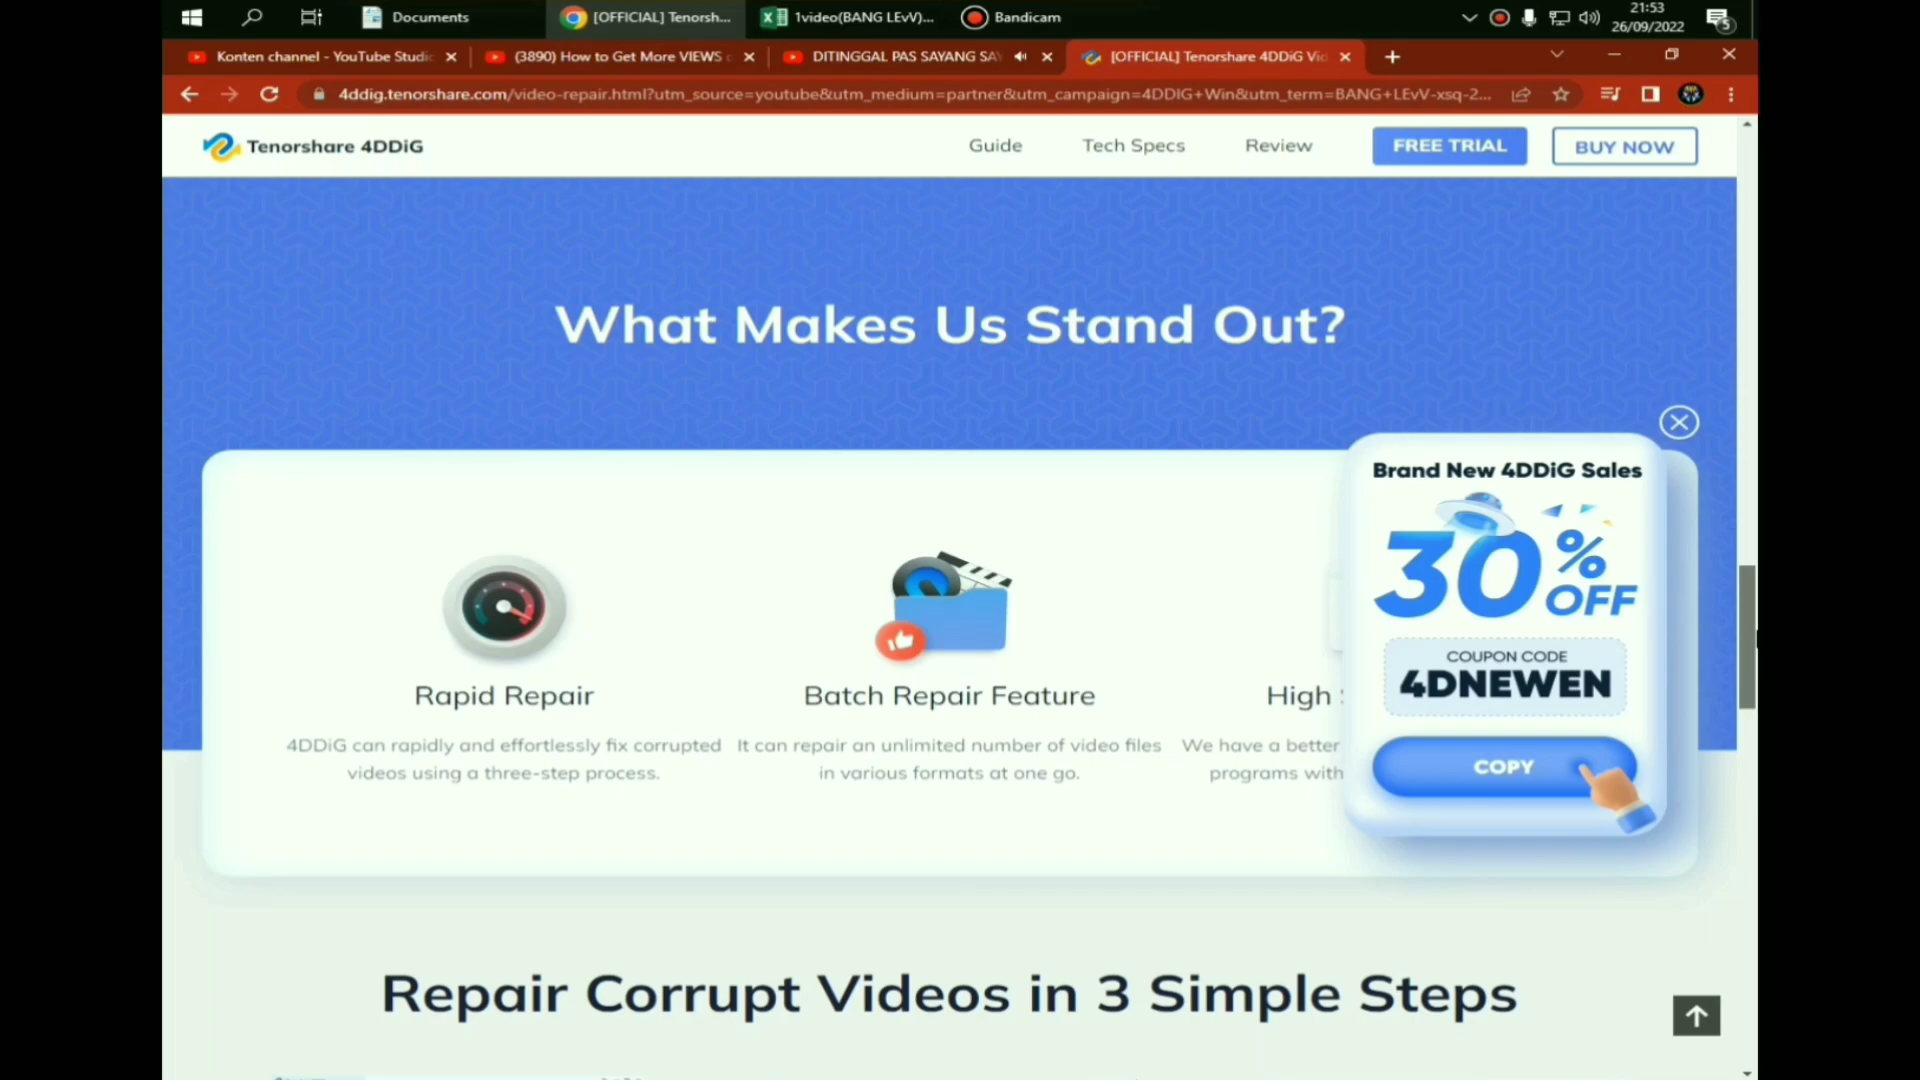 Documents
[OFFICIAL] Tenorsh...
1video(BANG LEvV)...
Bandicam
21:53
26/09/2022
5
Konten channel - YouTube Studi
(3890) How to Get More VIEWS
DITINGGAL PAS SAYANG SA
[OFFICIAL] Tenorshare 4DDiG Vi
4ddig.tenorshare.com/video-repair.html?utm_source=youtube&utm_medium=partner&utm_campaign=4DDIG+Win&utm_term=BANG+LEvV-xsq-2...
Tenorshare 4DDiG
Guide
Tech Specs
Review
FREE TRIAL
BUY NOW
What Makes Us Stand Out?
Rapid Repair
4DDiG can rapidly and effortlessly fix corrupted
videos using a three-step process.
Batch Repair Feature
It can repair an unlimited number of video files
in various formats at one go.
High
We have a better
programs with
Brand New 4DDiG Sales
30% OFF
COUPON CODE
4DNEWEN
COPY
Repair Corrupt Videos in 3 Simple Steps